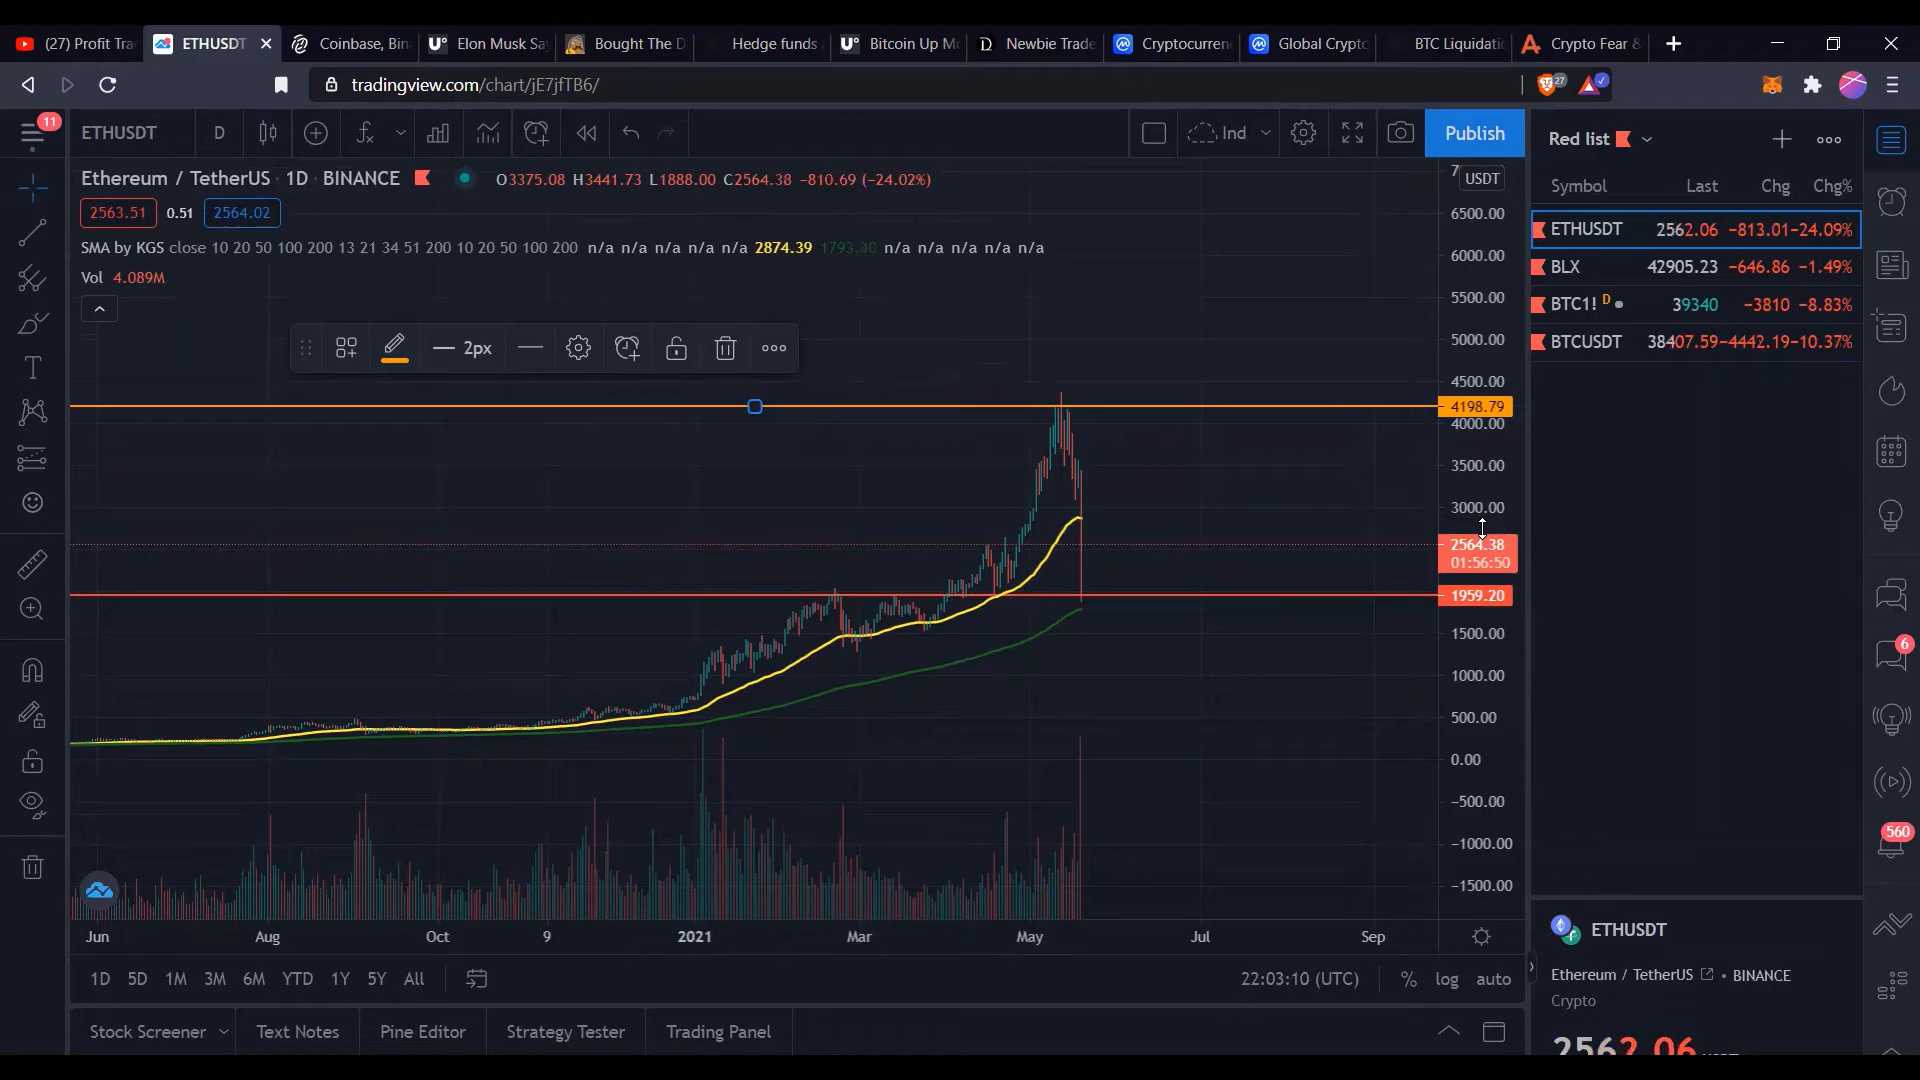 (27) Profit Tra
ETHUSDT
Coinbase, Bin
Elon Musk Say
Bought The D
Hedge funds
Bitcoin Up Mo
Newbie Trade
Cryptocurren
Global Crypto
BTC Liquidati
Crypto Fear &
tradingview.com/chart/jE7jfTB6/
27
11
ETHUSDT
D
Ind
Publish
Red list
Ethereum / TetherUS · 1D · BINANCE
O3375.08 H3441.73 L1888.00 C2564.38 −810.69 (−24.02%)
USDT
Symbol Last Chg Chg%
2563.51 0.51 2564.02
ETHUSDT 2562.06 −813.01 −24.09%
SMA by KGS close 10 20 50 100 200 13 21 34 51 200 10 20 50 100 200 n/a n/a n/a n/a n/a 2874.39 1793.40 n/a n/a n/a n/a n/a
BLX 42905.23 −646.86 −1.49%
Vol 4.089M
BTC1! D 39340 −3810 −8.83%
BTCUSDT 38407.59 −4442.19 −10.37%
2px
7
6500.00
6000.00
5500.00
5000.00
4500.00
4198.79
4000.00
3500.00
3000.00
2564.38
01:56:50
1959.20
1500.00
1000.00
500.00
0.00
−500.00
−1000.00
−1500.00
6
560
Jun Aug Oct 9 2021 Mar May Jul Sep
ETHUSDT
Ethereum / TetherUS • BINANCE
Crypto
2562.06
1D 5D 1M 3M 6M YTD 1Y 5Y All
22:03:10 (UTC) % log auto
Stock Screener Text Notes Pine Editor Strategy Tester Trading Panel